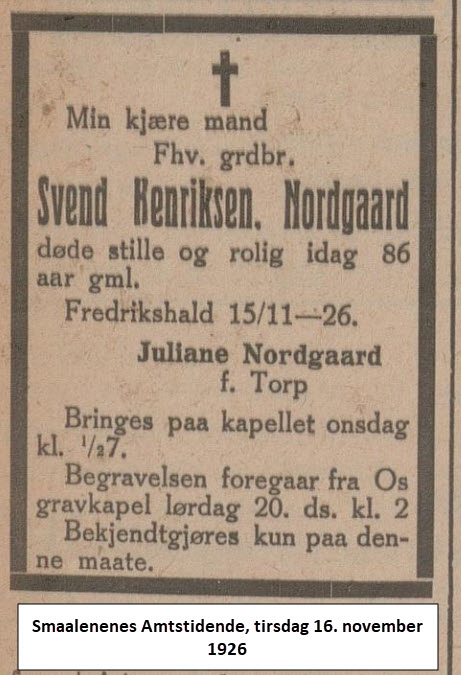 Min kjære mand
Fhv. grdbr.
Svend Henriksen. Nordgaard
døde stille og rolig idag 86
aar gml.
Fredrikshald 15/11—26.
Juliane Nordgaard
f. Torp
Bringes paa kapellet onsdag
kl. ½7.
Begravelsen foregaar fra Os
gravkapel lørdag 20. ds. kl. 2
Bekjendtgjøres kun paa den-
ne maate.
Smaalenenes Amtstidende, tirsdag 16. november
1926